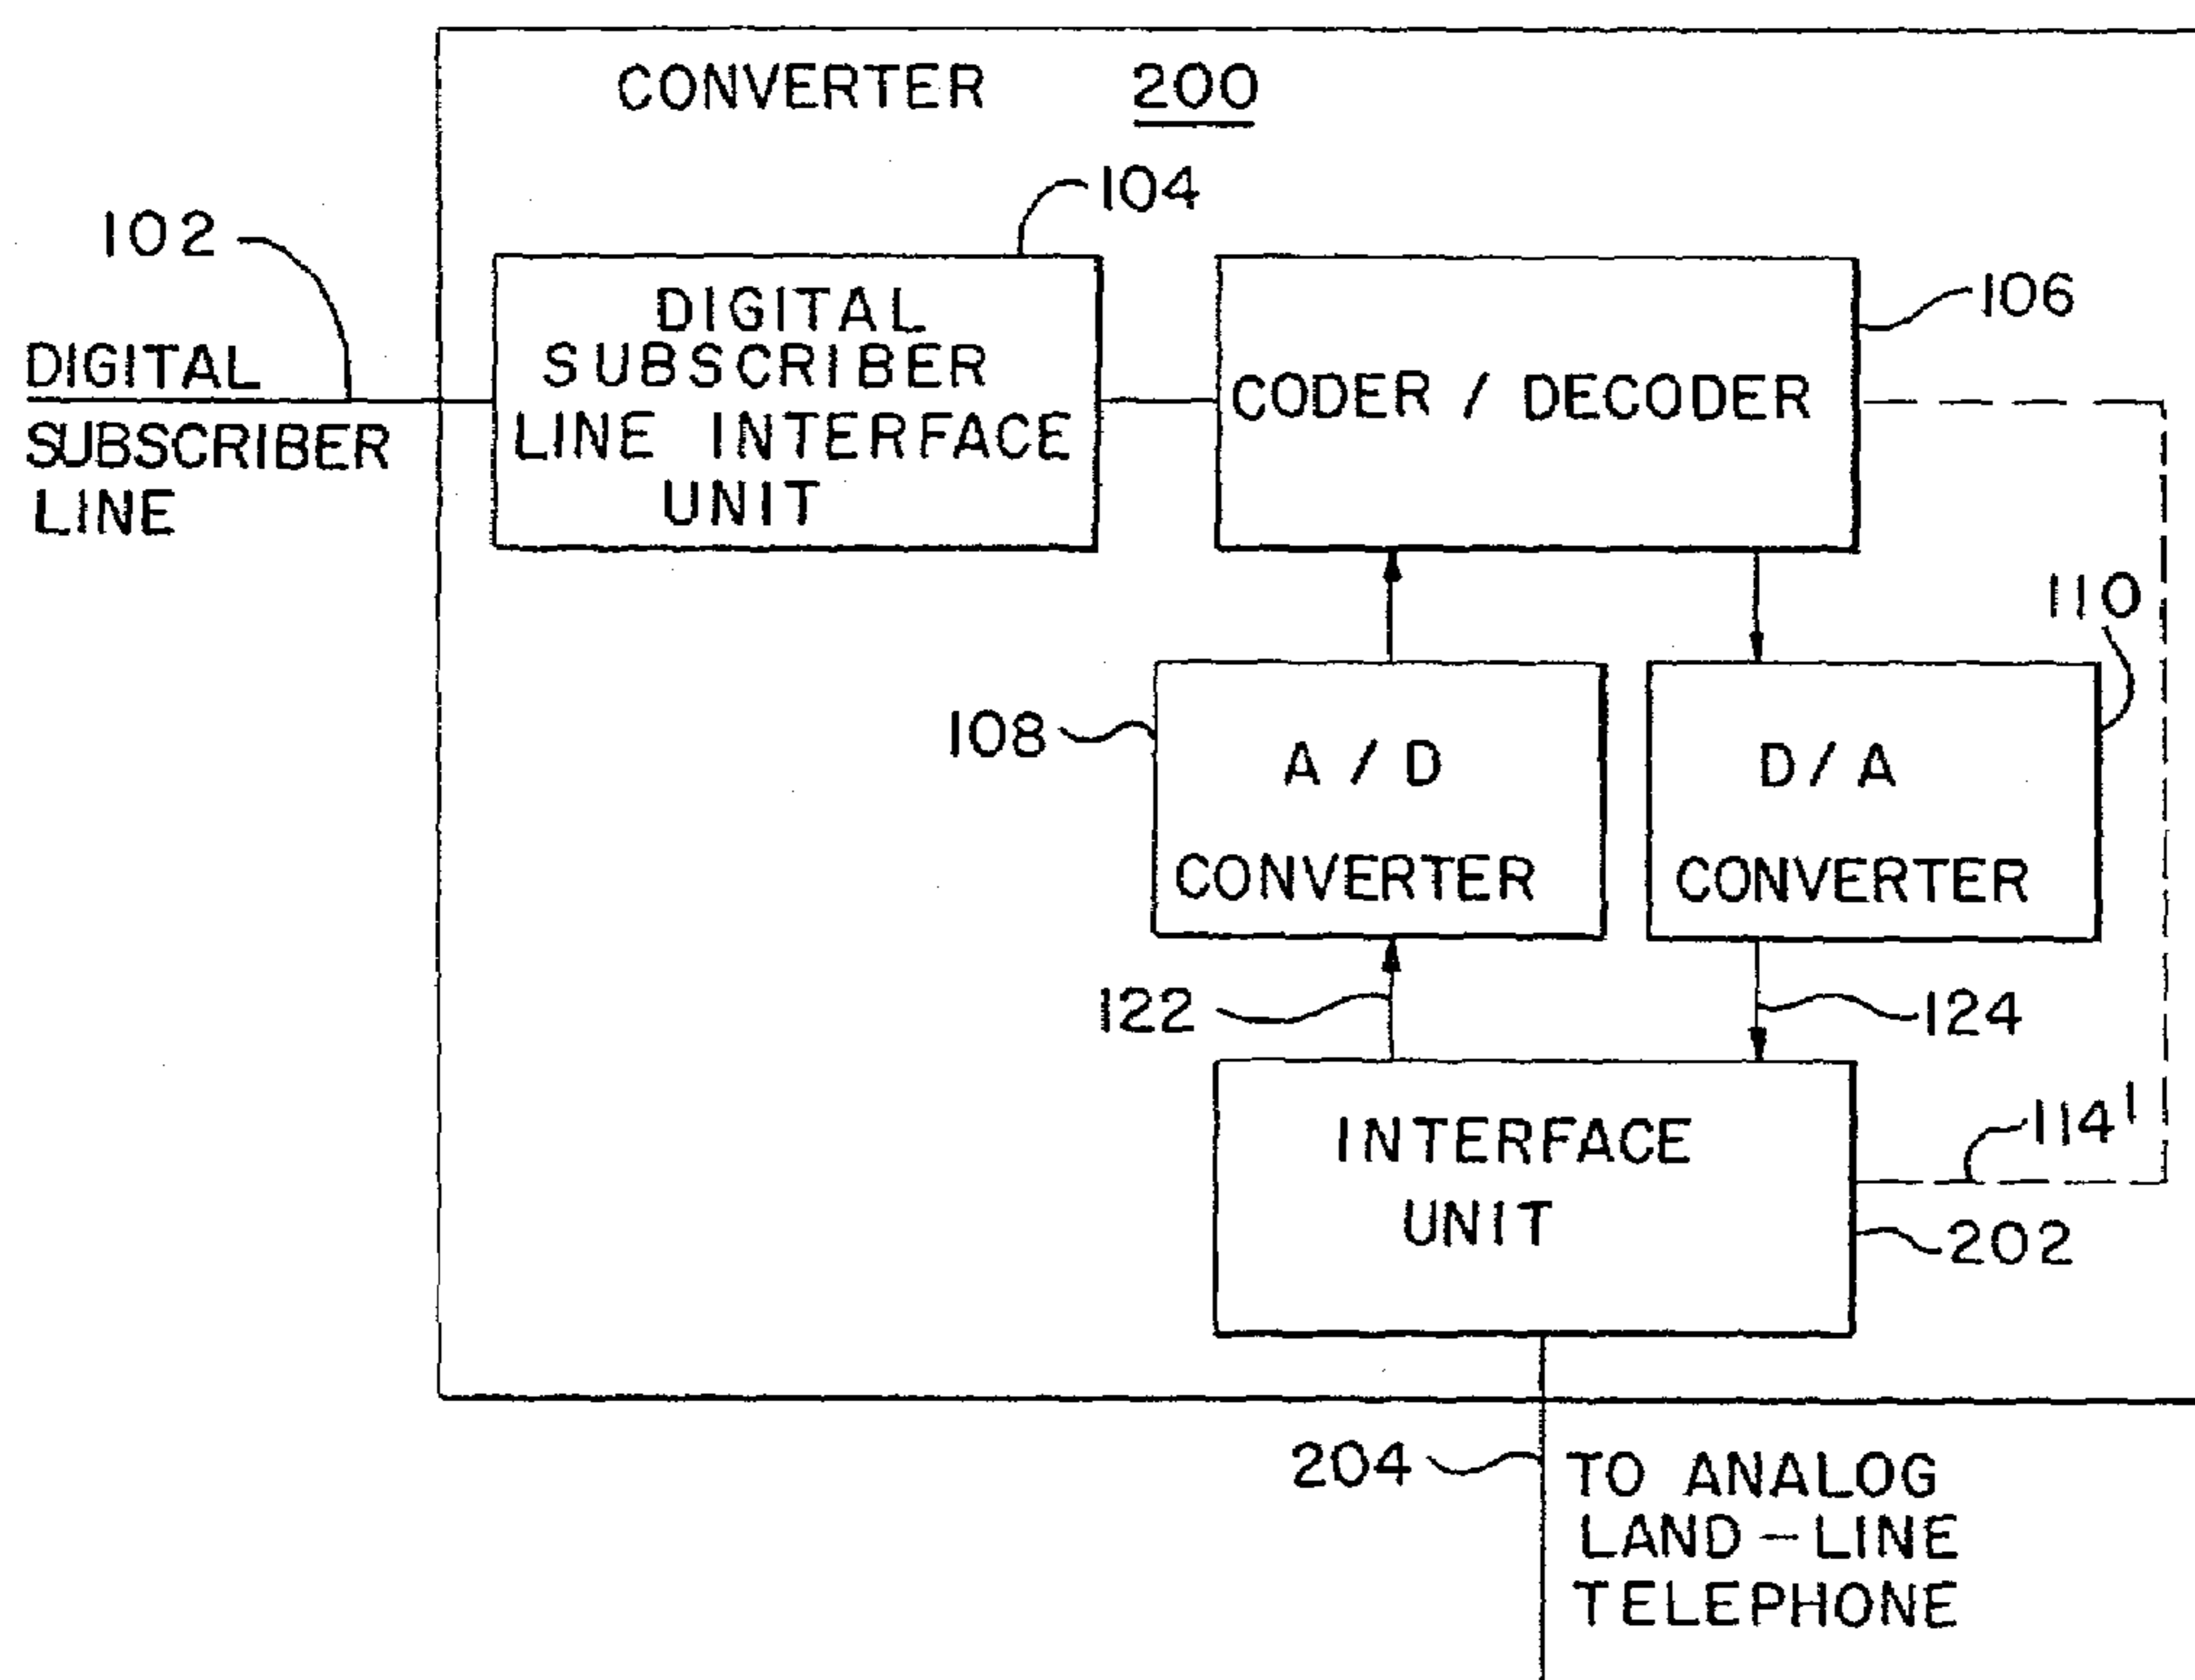 CONVERTER 200
104
102
DIGITAL
SUBSCRIBER
LINE
DIGITAL
SUBSCRIBER
LINE INTERFACE
UNIT
CODER / DECODER
106
110
108
A / D
CONVERTER
D / A
CONVERTER
122
124
INTERFACE
UNIT
114'
202
204
TO ANALOG
LAND-LINE
TELEPHONE